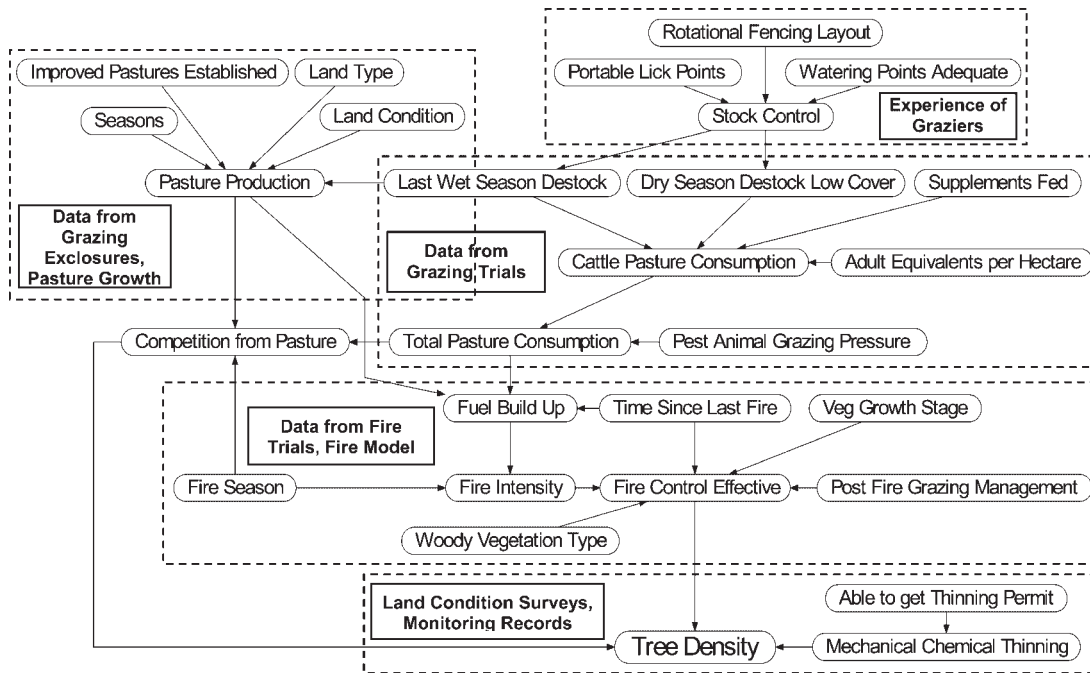 Rotational Fencing Layout
Improved Pastures Established
Land Type
Portable Lick Points
Watering Points Adequate
Seasons
Land Condition
Stock Control
Experience of
Graziers
Pasture Production
Last Wet Season Destock
Dry Season Destock Low Cover
Supplements Fed
Data from
Grazing
Exclosures,
Pasture Growth
Data from
Grazing Trials
Cattle Pasture Consumption
Adult Equivalents per Hectare
Competition from Pasture
Total Pasture Consumption
Pest Animal Grazing Pressure
Fuel Build Up
Time Since Last Fire
Veg Growth Stage
Data from Fire
Trials, Fire Model
Fire Season
Fire Intensity
Fire Control Effective
Post Fire Grazing Management
Woody Vegetation Type
Land Condition Surveys,
Monitoring Records
Able to get Thinning Permit
Tree Density
Mechanical Chemical Thinning